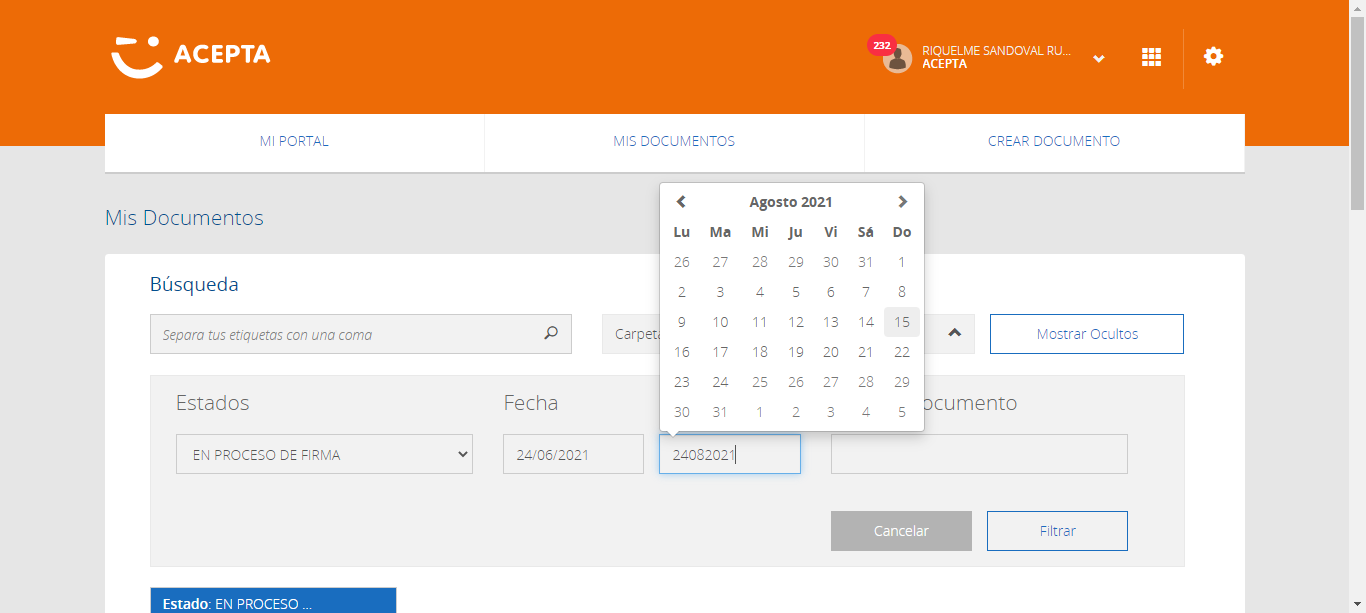 ACEPTA
232
RIQUELME SANDOVAL RU...
ACEPTA
MI PORTAL
MIS DOCUMENTOS
CREAR DOCUMENTO
Mis Documentos
Agosto 2021
Lu Ma Mi Ju Vi Sá Do
26 27 28 29 30 31 1
2 3 4 5 6 7 8
9 10 11 12 13 14 15
16 17 18 19 20 21 22
23 24 25 26 27 28 29
30 31 1 2 3 4 5
Búsqueda
Separa tus etiquetas con una coma
Carpeta
Mostrar Ocultos
Estados
Fecha
ocumento
EN PROCESO DE FIRMA
24/06/2021
24082021
Cancelar
Filtrar
Estado: EN PROCESO ...